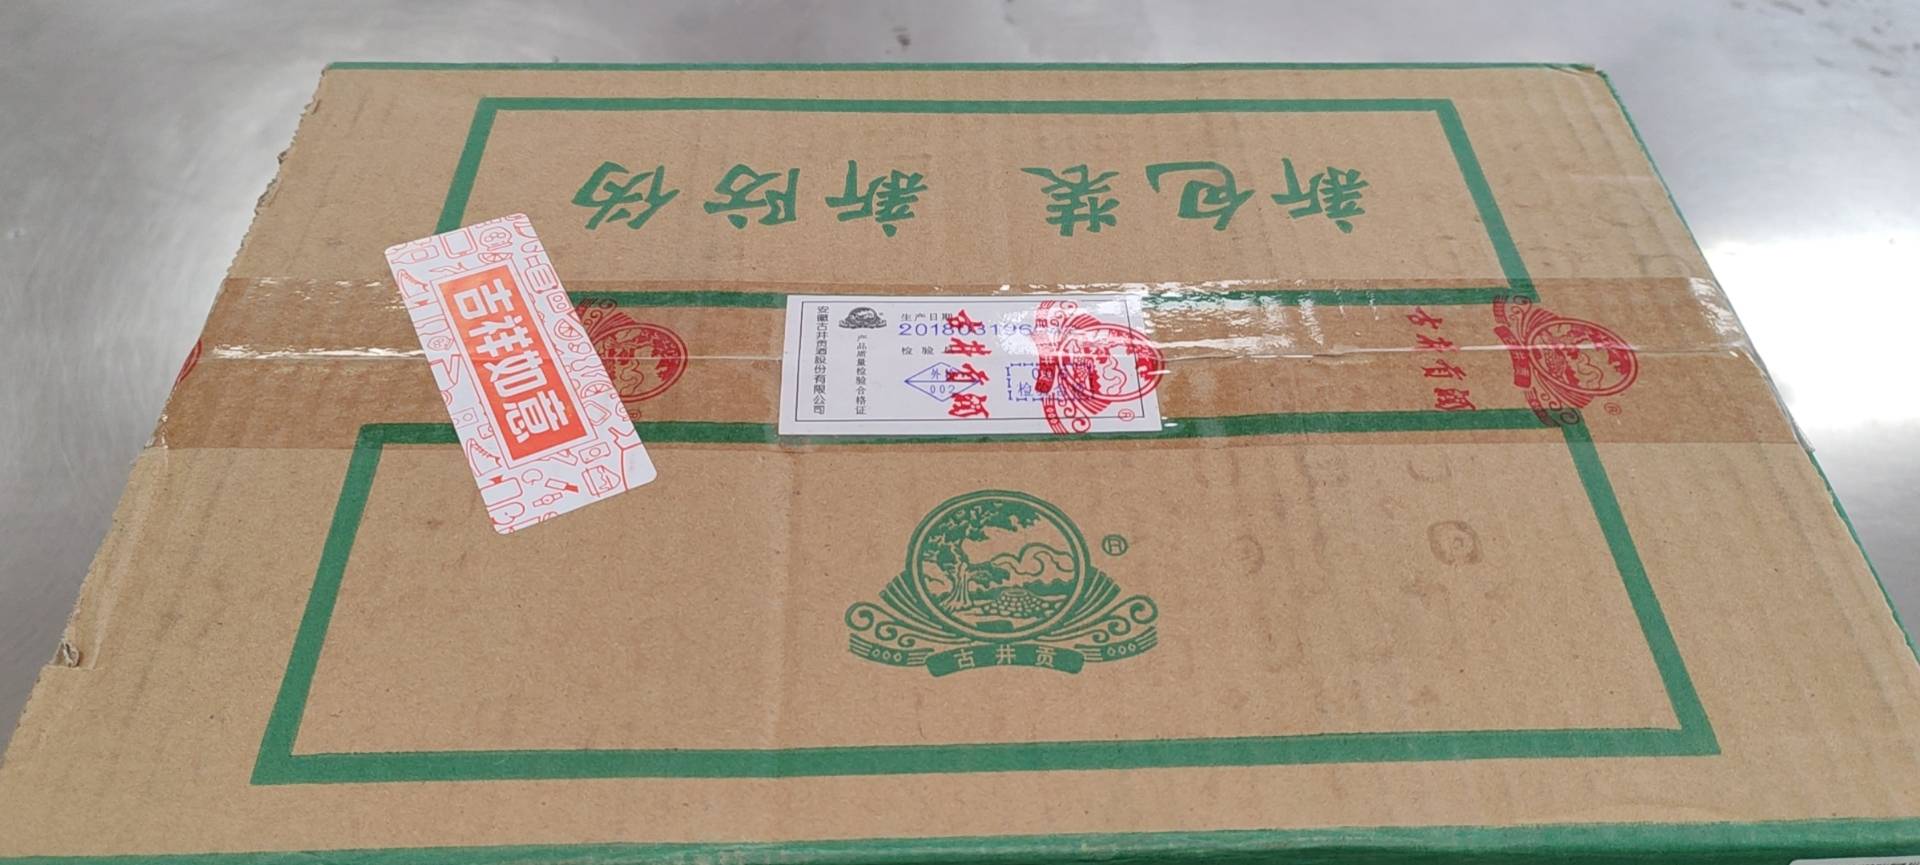 新包装 新防伪
吉祥如意
安徽古井贡酒股份有限公司
产品质量检验合格证
生产日期
检验
外
002
古井贡酒
古井贡酒
古井贡